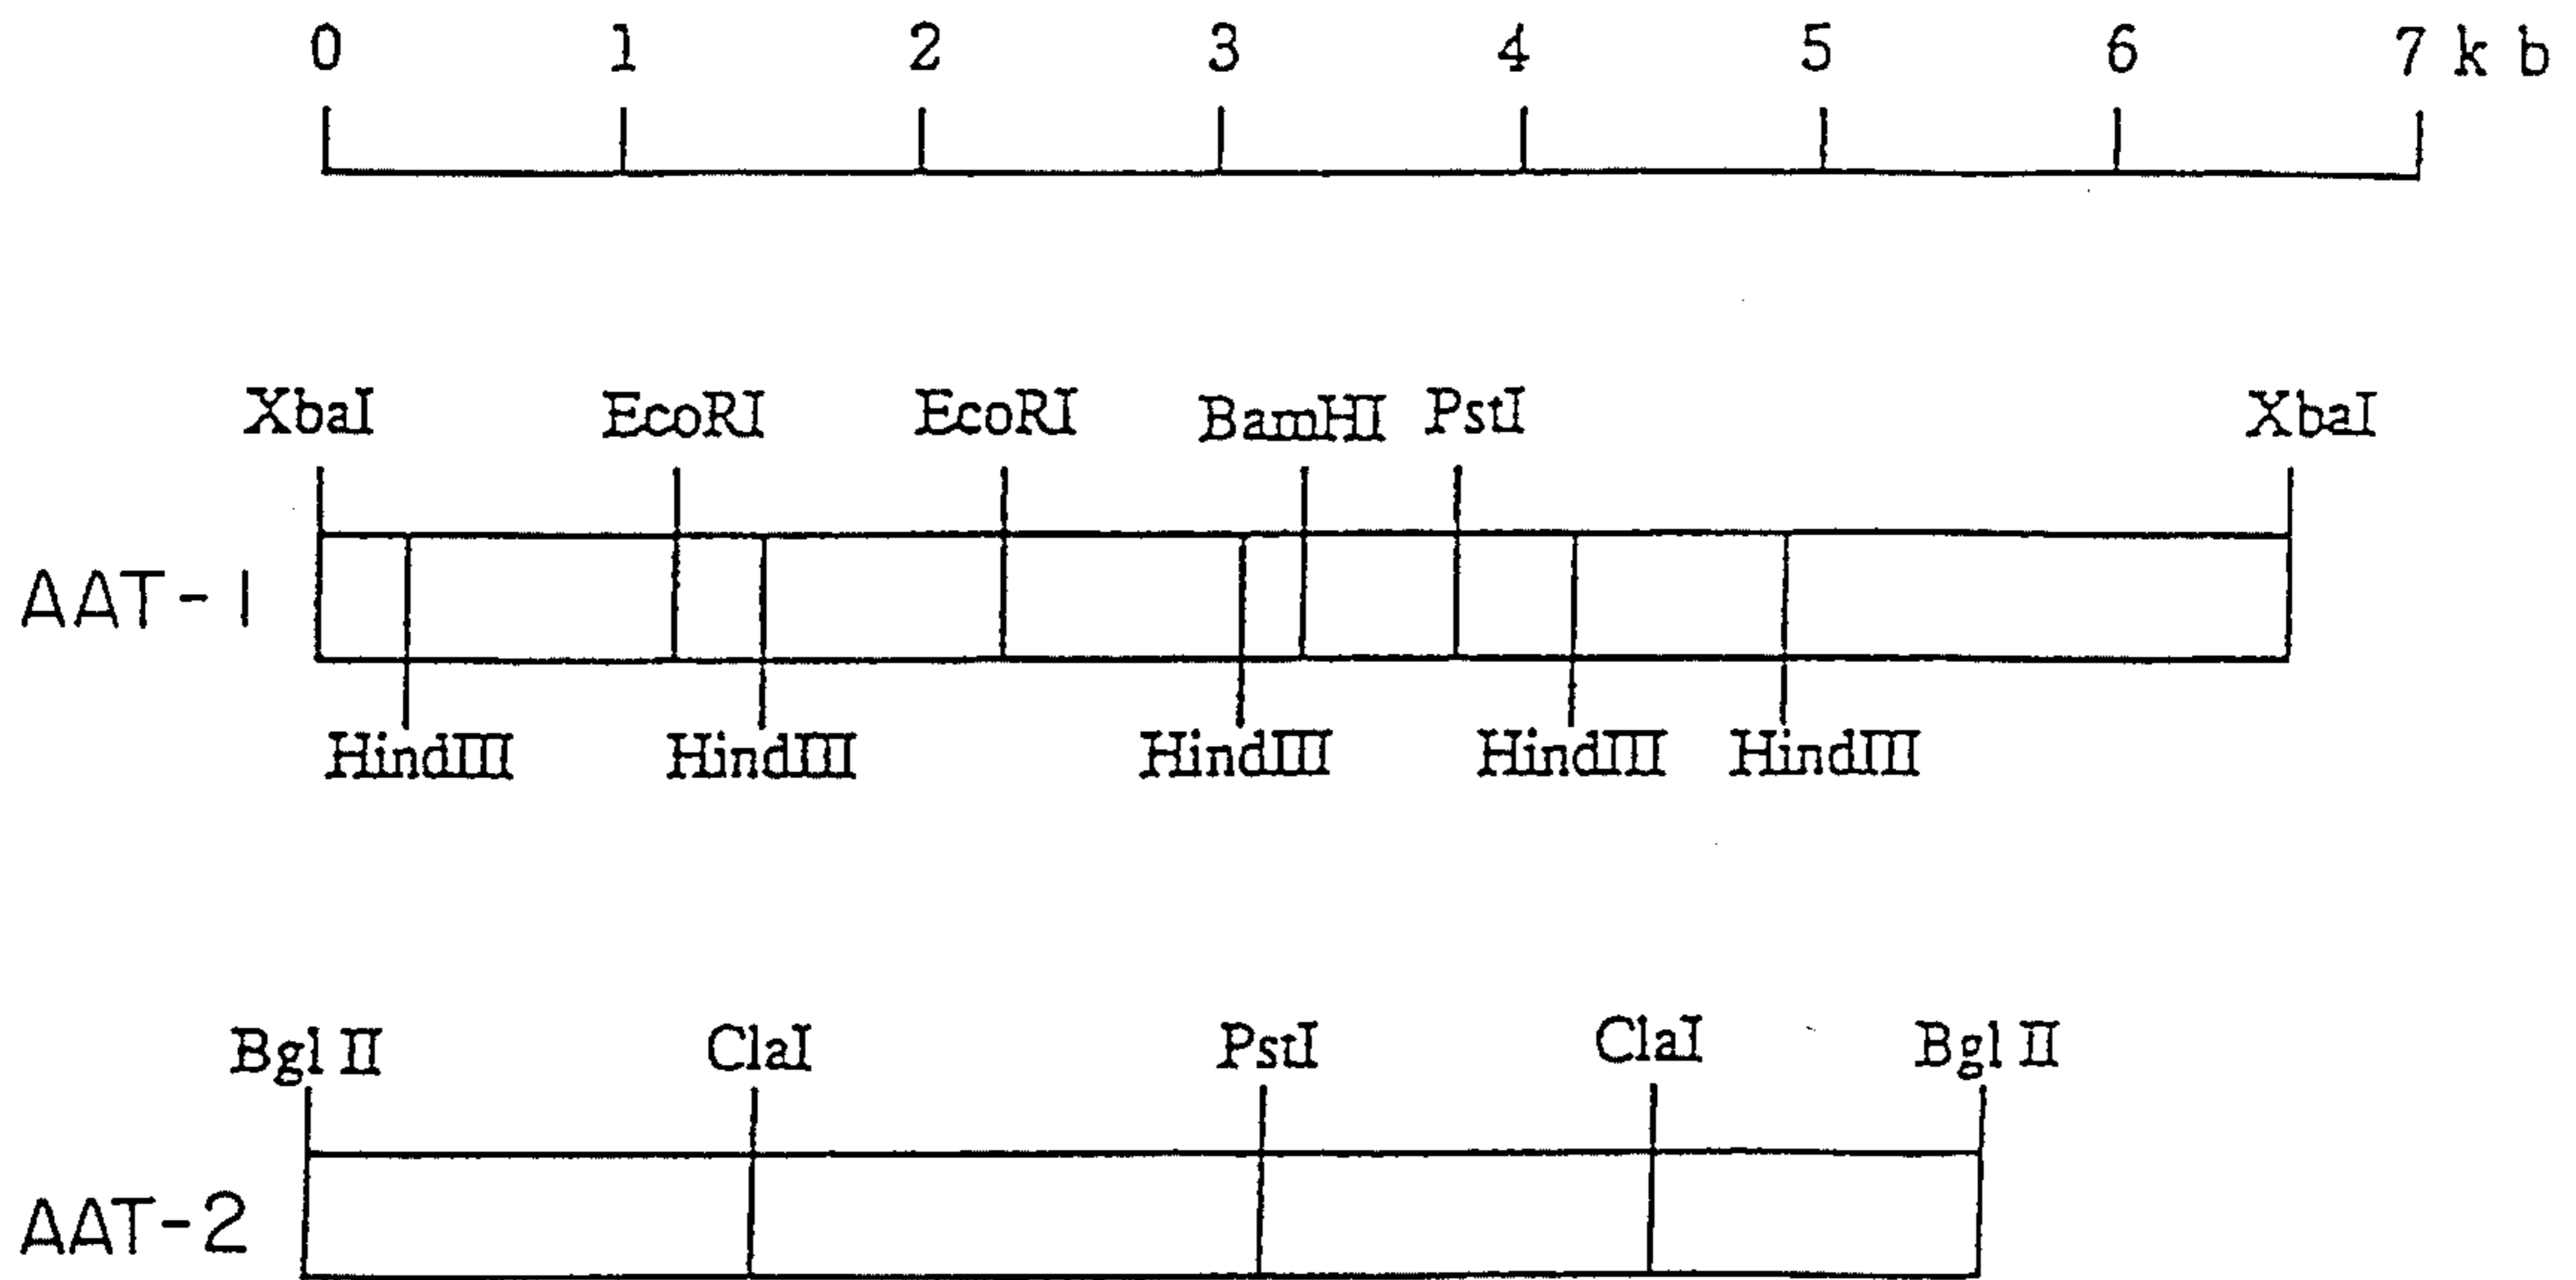 0 1 2 3 4 5 6 7 k b
XbaI EcoRI EcoRI BamHI PstI XbaI
AAT-1
HindIII HindIII HindIII HindIII HindIII
Bgl II ClaI PstI ClaI Bgl II
AAT-2